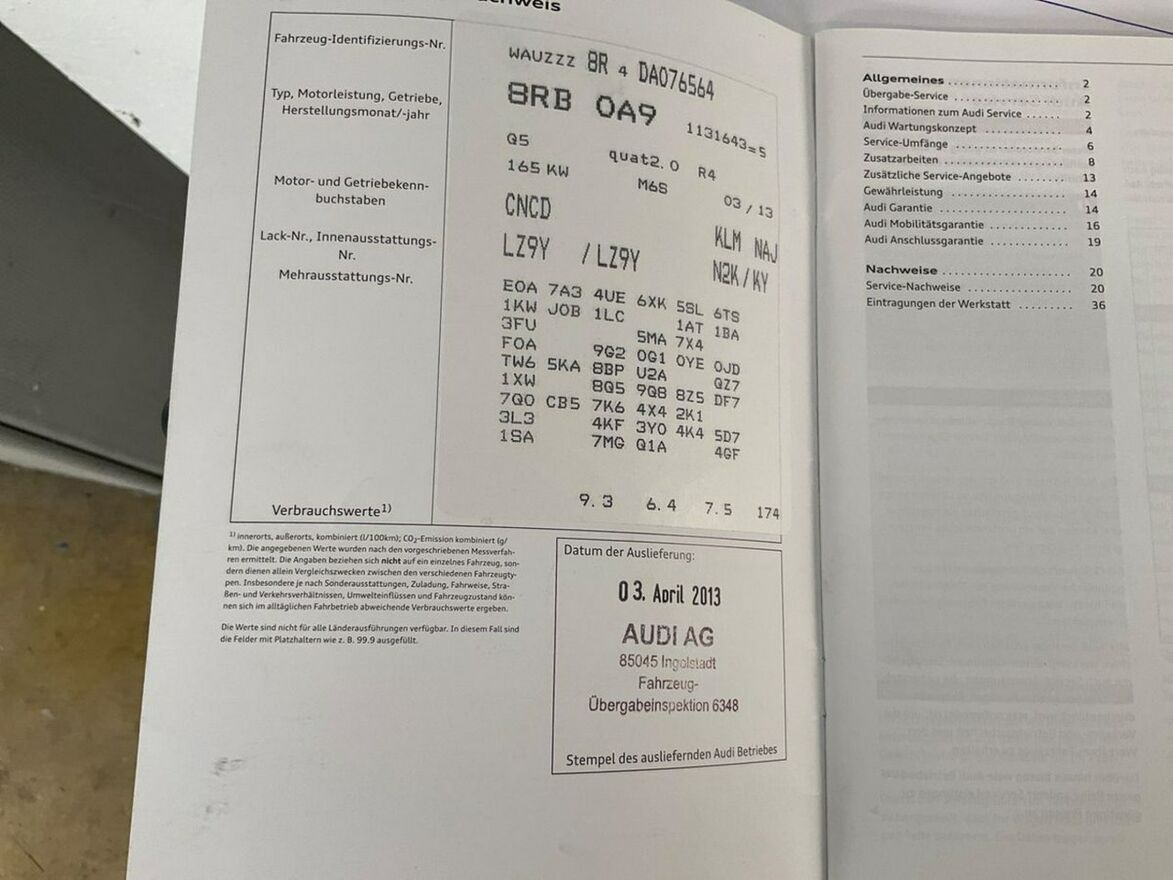 Fahrzeug-Identifizierungs-Nr.
WAUZZZ 8R 4 DA076564
Typ, Motorleistung, Getriebe,
Herstellungsmonat/-jahr
8RB 0A9 1131643=5
Q5 quat2.0 R4
165 KW M6S 03/13
Motor- und Getriebekenn-
buchstaben
CNCD KLM NAJ
Lack-Nr., Innenausstattungs-
Nr.
LZ9Y /LZ9Y N2K/KY
Mehrausstattungs-Nr.
E0A 7A3 4UE 6XK 5SL 6TS
1KW J0B 1LC 1AT 1BA
3FU 5MA 7X4
F0A 9G2 0G1 0YE 0JD
TW6 5KA 8BP U2A QZ7
1XW 8Q5 9Q8 8Z5 DF7
7Q0 CB5 7K6 4X4 2K1
3L3 4KF 3Y0 4K4 5D7
1SA 7MG Q1A 4GF
Verbrauchswerte1)
9.3 6.4 7.5 174
1) innerorts, außerorts, kombiniert (l/100km); CO2-Emission kombiniert (g/
km). Die angegebenen Werte wurden nach den vorgeschriebenen Messverfah-
ren ermittelt. Die Angaben beziehen sich nicht auf ein einzelnes Fahrzeug, son-
dern dienen allein Vergleichszwecken zwischen den verschiedenen Fahrzeugty-
pen. Insbesondere je nach Sonderausstattungen, Zuladung, Fahrweise, Stra-
ßen- und Verkehrsverhältnissen, Umwelteinflüssen und Fahrzeugzustand kön-
nen sich im alltäglichen Fahrbetrieb abweichende Verbrauchswerte ergeben.
Die Werte sind nicht für alle Länderausführungen verfügbar. In diesem Fall sind
die Felder mit Platzhaltern wie z. B. 99.9 ausgefüllt.
Datum der Auslieferung:
03. April 2013
AUDI AG
85045 Ingolstadt
Fahrzeug-
Übergabeinspektion 6348
Stempel des ausliefernden Audi Betriebes
Allgemeines 2
Übergabe-Service 2
Informationen zum Audi Service 2
Audi Wartungskonzept 4
Service-Umfänge 6
Zusatzarbeiten 8
Zusätzliche Service-Angebote 13
Gewährleistung 14
Audi Garantie 14
Audi Mobilitätsgarantie 16
Audi Anschlussgarantie 19
Nachweise 20
Service-Nachweise 20
Eintragungen der Werkstatt 36